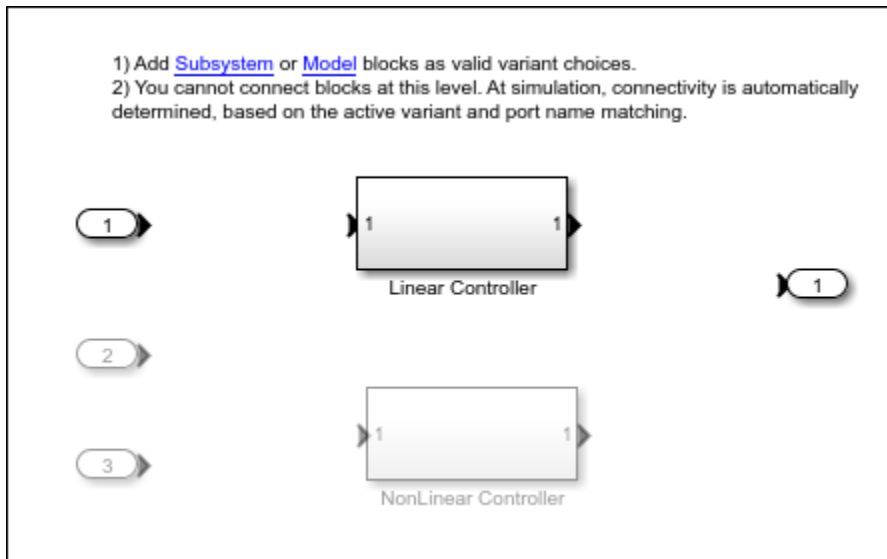 1) Add Subsystem or Model blocks as valid variant choices.
2) You cannot connect blocks at this level. At simulation, connectivity is automatically
determined, based on the active variant and port name matching.
1
1 1
Linear Controller
1
2
1 1
3
NonLinear Controller